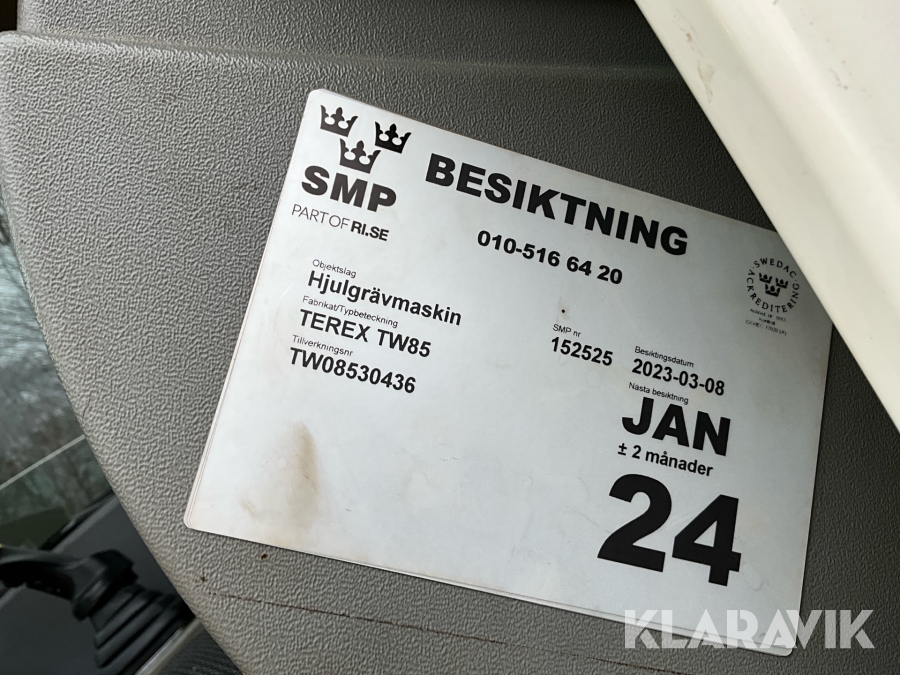 SMP
PART OF RI.SE
BESIKTNING
010-516 64 20
SWEDAC
ACKREDITERING
Objektslag
Hjulgrävmaskin
Fabrikat/Typbeteckning
TEREX TW85
Tillverkningsnr
TW08530436
SMP nr
152525
Besiktingsdatum
2023-03-08
Nästa besiktning
JAN
± 2 månader
24
KLARAVIK